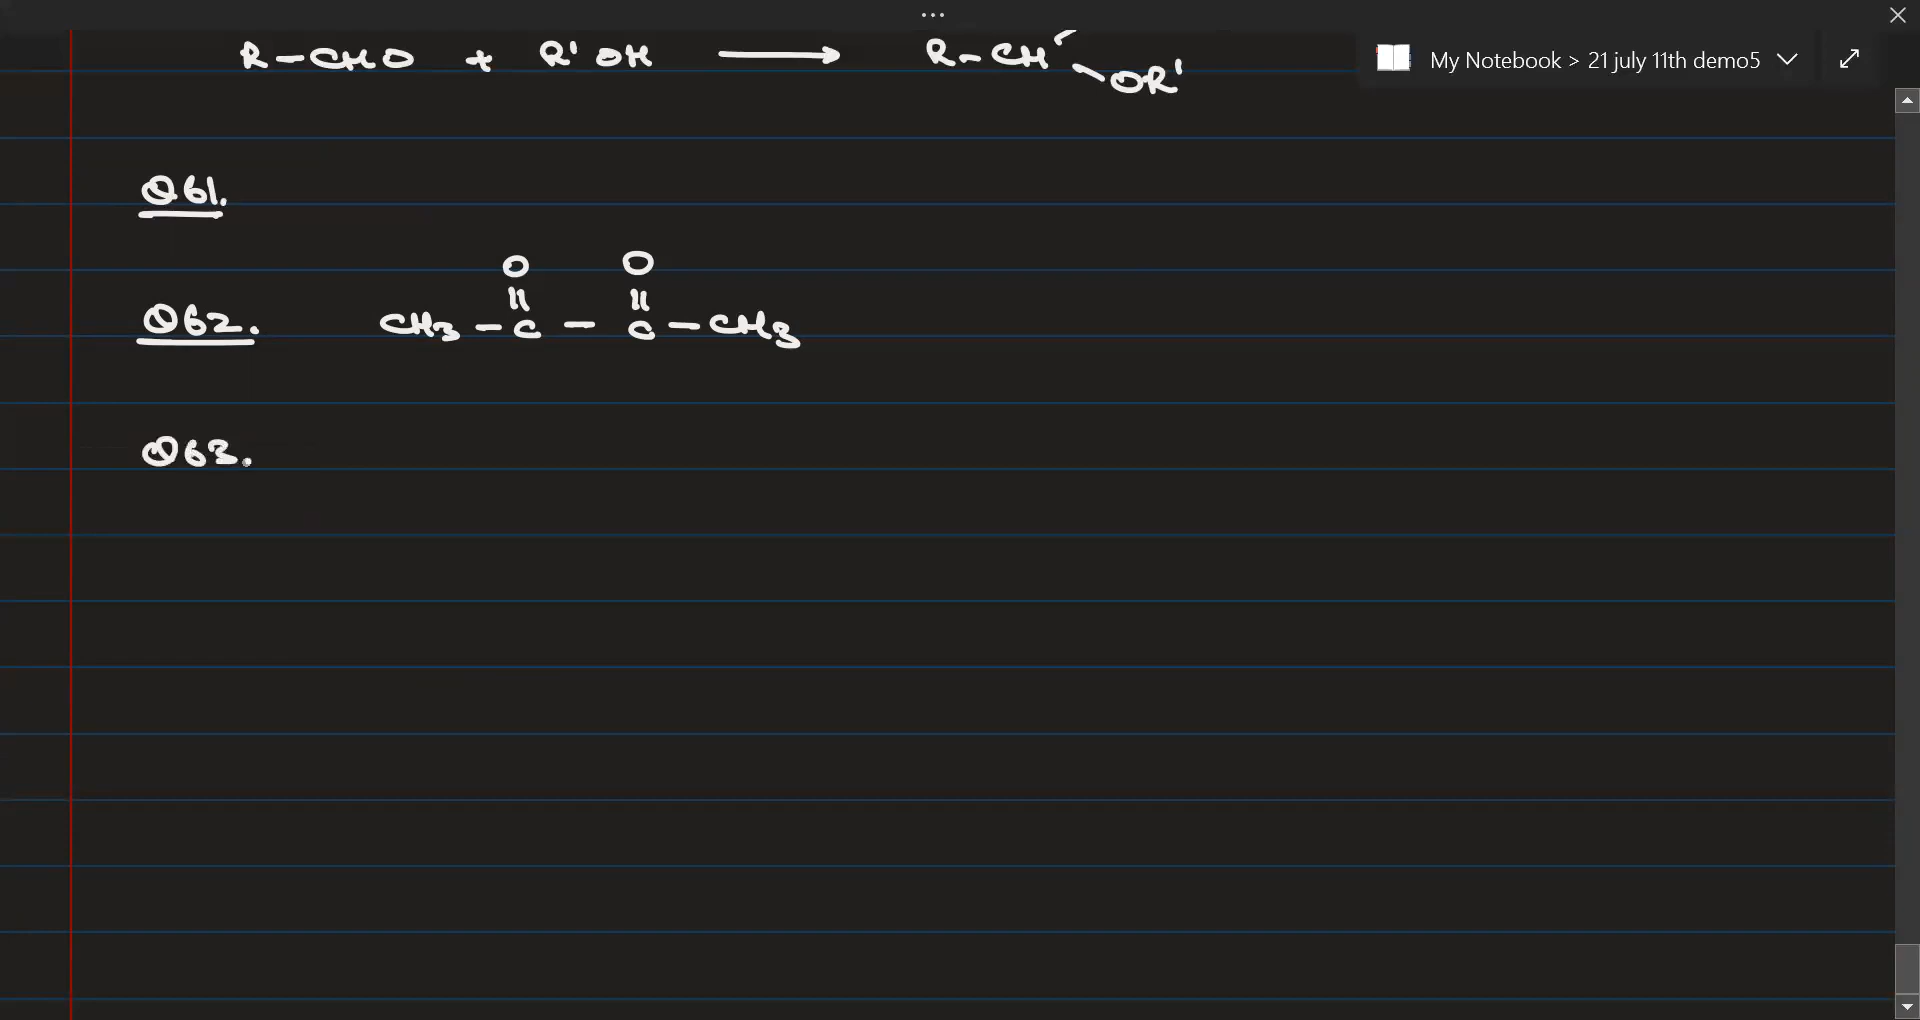 ...
R-CHO + R'OH ⟶ R-CH
OR'
My Notebook > 21 july 11th demo5
Q61.
O O
|| ||
Q62. CH3-C-C-CH3
Q63.